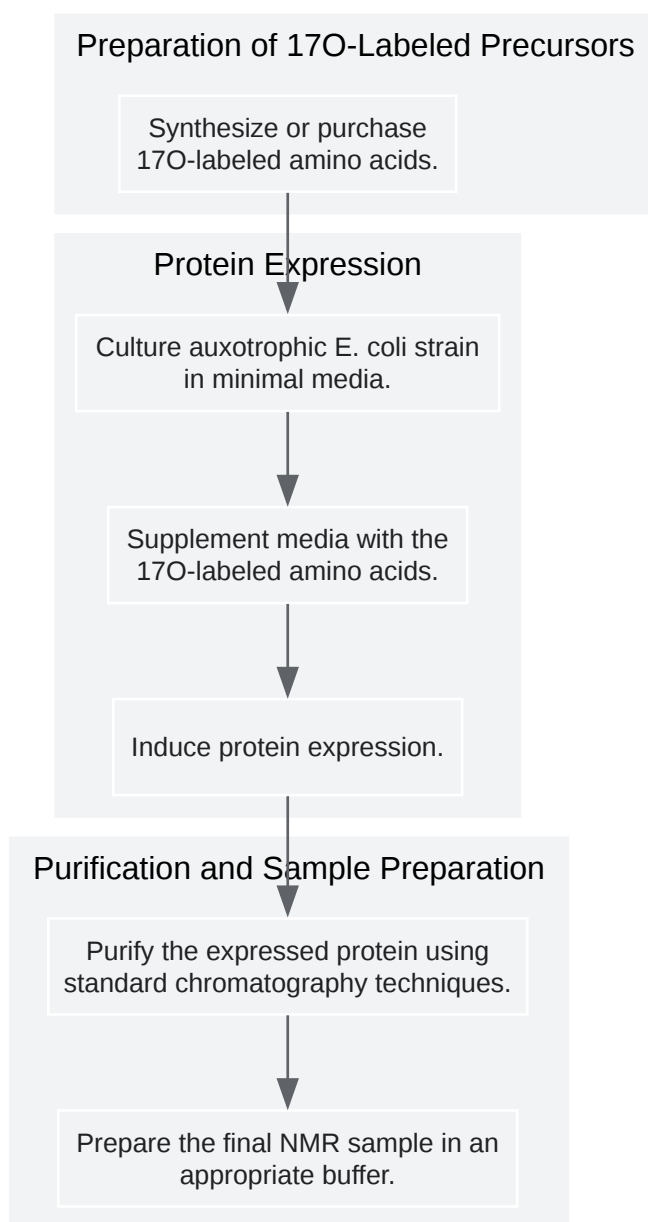 Preparation of 17O-Labeled Precursors
Synthesize or purchase
17O-labeled amino acids.
Protein Expression
Culture auxotrophic E. coli strain
in minimal media.
Supplement media with the
17O-labeled amino acids.
Induce protein expression.
Purification and Sample Preparation
Purify the expressed protein using
standard chromatography techniques.
Prepare the final NMR sample in an
appropriate buffer.